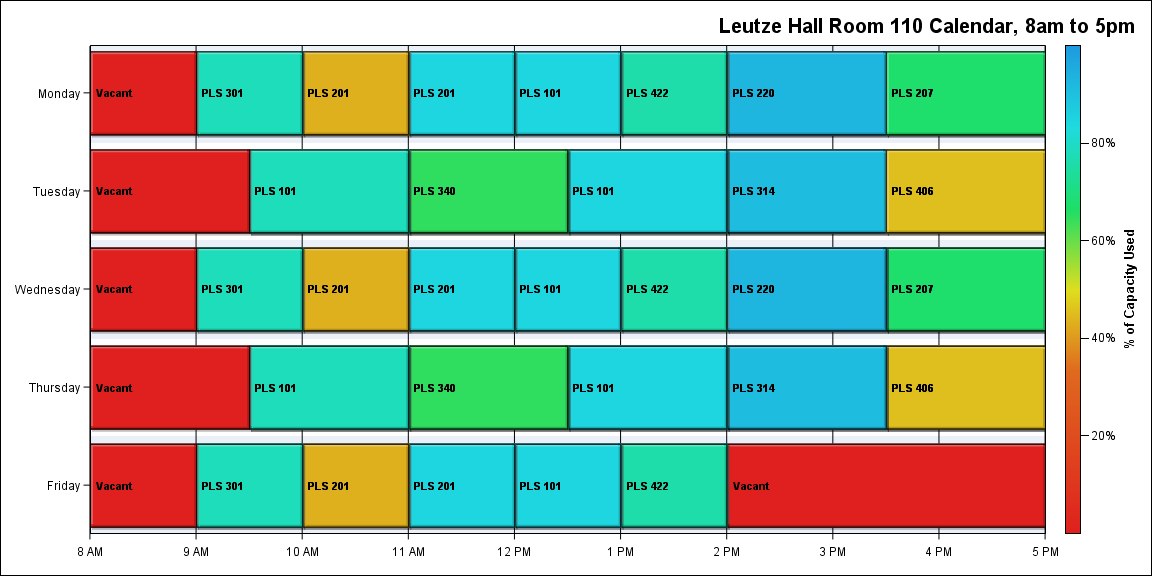 Leutze Hall Room 110 Calendar, 8am to 5pm
Monday
Vacant
PLS 301
PLS 201
PLS 201
PLS 101
PLS 422
PLS 220
PLS 207
Tuesday
Vacant
PLS 101
PLS 340
PLS 101
PLS 314
PLS 406
Wednesday
Vacant
PLS 301
PLS 201
PLS 201
PLS 101
PLS 422
PLS 220
PLS 207
Thursday
Vacant
PLS 101
PLS 340
PLS 101
PLS 314
PLS 406
Friday
Vacant
PLS 301
PLS 201
PLS 201
PLS 101
PLS 422
Vacant
8 AM
9 AM
10 AM
11 AM
12 PM
1 PM
2 PM
3 PM
4 PM
5 PM
80%
60%
40%
20%
% of Capacity Used